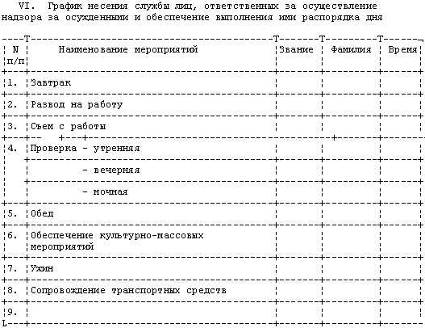 VI. График несения службы лиц, ответственных за осуществление
надзора за осужденными и обеспечение выполнения ими распорядка дня
N п/п Наименование мероприятий Звание Фамилия Время
1. Завтрак
2. Развод на работу
3. Съем с работы
4. Проверка - утренняя
- вечерняя
- ночная
5. Обед
6. Обеспечение культурно-массовых
мероприятий
7. Ужин
8. Сопровождение транспортных средств
9.